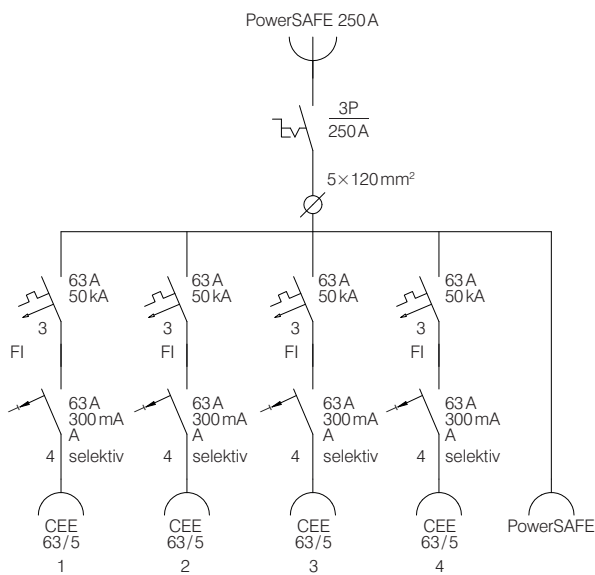 PowerSAFE 250 A
3P
250 A
5×120 mm²
63 A
50 kA
3
63 A
50 kA
3
63 A
50 kA
3
63 A
50 kA
3
FI
FI
FI
FI
63 A
300 mA
A
4 selektiv
63 A
300 mA
A
4 selektiv
63 A
300 mA
A
4 selektiv
63 A
300 mA
A
4 selektiv
CEE
63/5
1
CEE
63/5
2
CEE
63/5
3
CEE
63/5
4
PowerSAFE